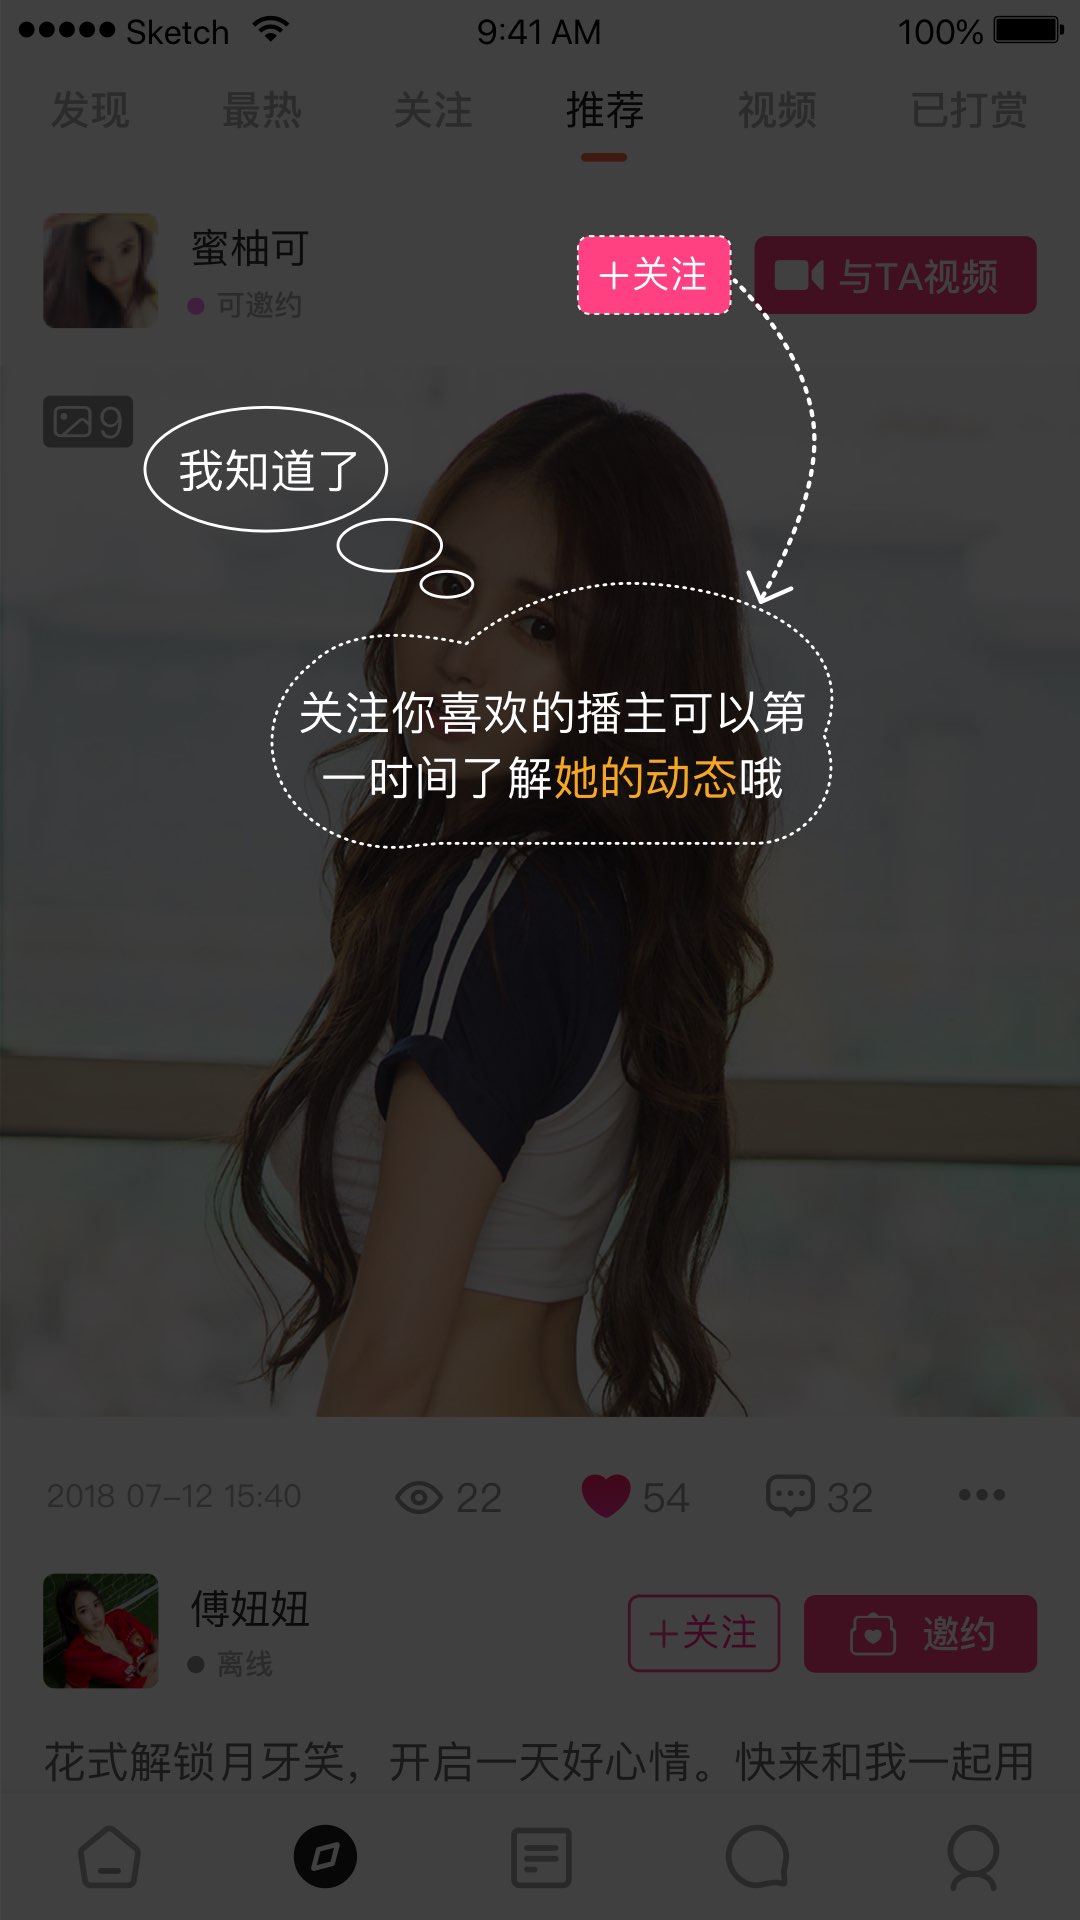 Sketch 9:41 AM 100%
发现 最热 关注 推荐 视频 已打赏
蜜柚可
可邀约
+关注 与TA视频
9
我知道了
关注你喜欢的播主可以第
一时间了解她的动态哦
2018 07-12 15:40 22 54 32
傅妞妞
离线
+关注 邀约
花式解锁月牙笑，开启一天好心情。快来和我一起用